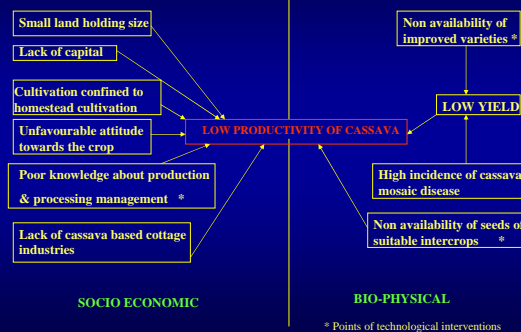 Small land holding size
Lack of capital
Cultivation confined to
homestead cultivation
Unfavourable attitude
towards the crop
Poor knowledge about production
& processing management *
Lack of cassava based cottage
industries
SOCIO ECONOMIC
LOW PRODUCTIVITY OF CASSAVA
Non availability of
improved varieties *
LOW YIELD
High incidence of cassava
mosaic disease
Non availability of seeds of
suitable intercrops *
BIO-PHYSICAL
* Points of technological interventions